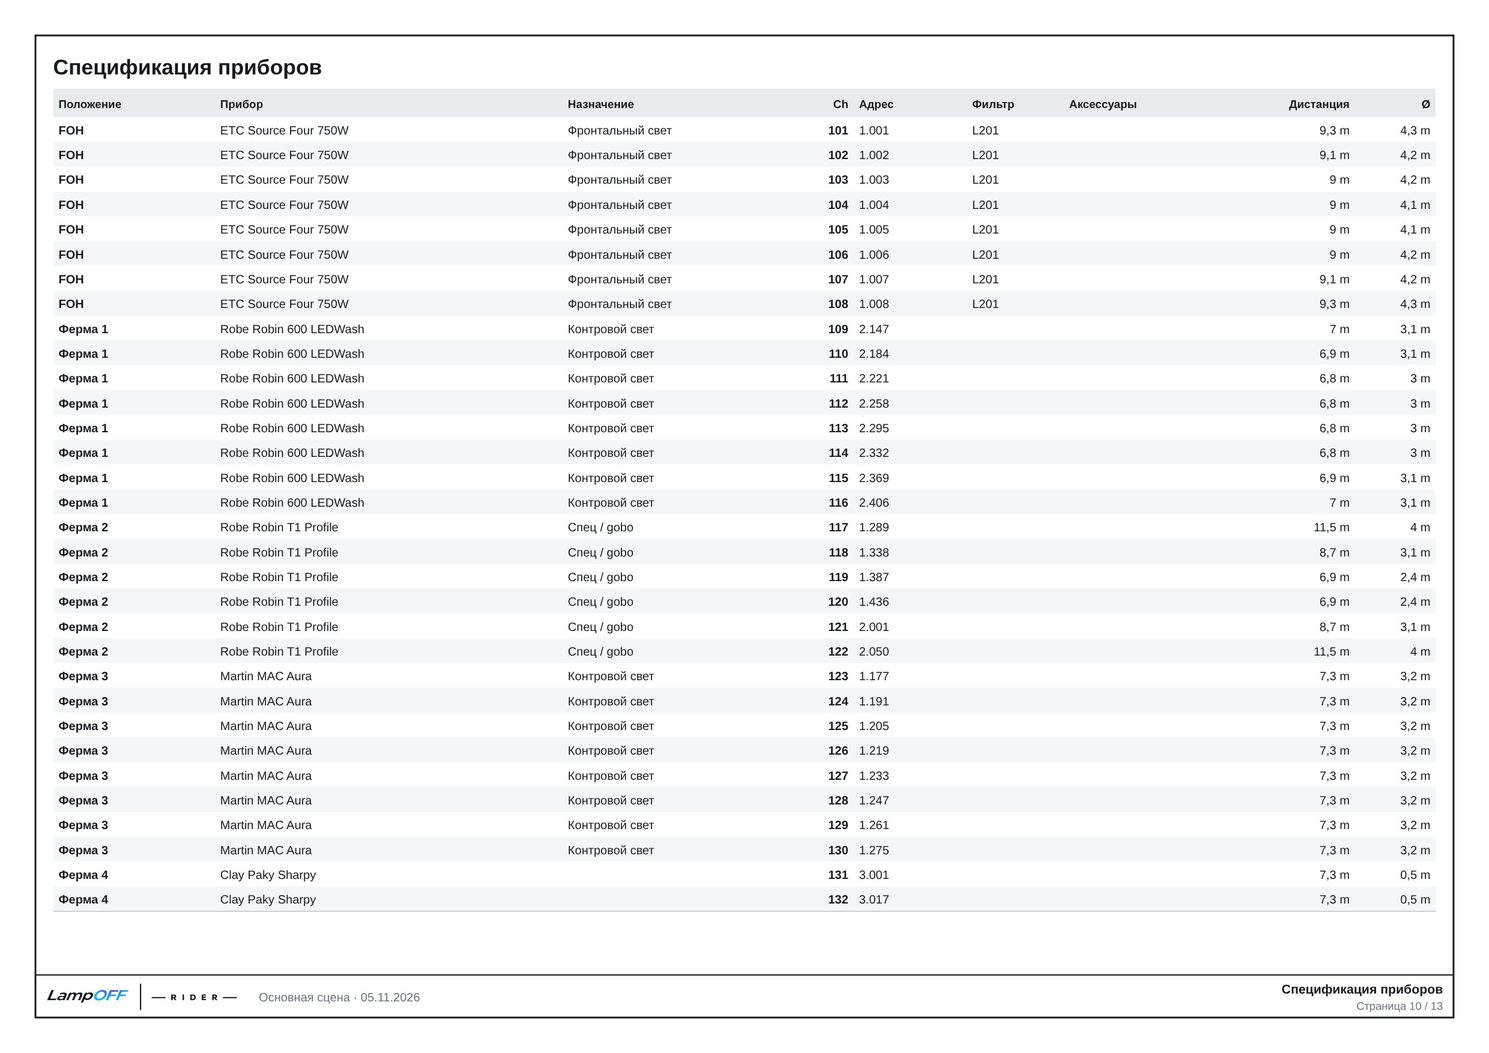 Спецификация приборов
Положение Прибор Назначение Ch Адрес Фильтр Аксессуары Дистанция Ø
FOH ETC Source Four 750W Фронтальный свет 101 1.001 L201 9,3 m 4,3 m
FOH ETC Source Four 750W Фронтальный свет 102 1.002 L201 9,1 m 4,2 m
FOH ETC Source Four 750W Фронтальный свет 103 1.003 L201 9 m 4,2 m
FOH ETC Source Four 750W Фронтальный свет 104 1.004 L201 9 m 4,1 m
FOH ETC Source Four 750W Фронтальный свет 105 1.005 L201 9 m 4,1 m
FOH ETC Source Four 750W Фронтальный свет 106 1.006 L201 9 m 4,2 m
FOH ETC Source Four 750W Фронтальный свет 107 1.007 L201 9,1 m 4,2 m
FOH ETC Source Four 750W Фронтальный свет 108 1.008 L201 9,3 m 4,3 m
Ферма 1 Robe Robin 600 LEDWash Контровой свет 109 2.147 7 m 3,1 m
Ферма 1 Robe Robin 600 LEDWash Контровой свет 110 2.184 6,9 m 3,1 m
Ферма 1 Robe Robin 600 LEDWash Контровой свет 111 2.221 6,8 m 3 m
Ферма 1 Robe Robin 600 LEDWash Контровой свет 112 2.258 6,8 m 3 m
Ферма 1 Robe Robin 600 LEDWash Контровой свет 113 2.295 6,8 m 3 m
Ферма 1 Robe Robin 600 LEDWash Контровой свет 114 2.332 6,8 m 3 m
Ферма 1 Robe Robin 600 LEDWash Контровой свет 115 2.369 6,9 m 3,1 m
Ферма 1 Robe Robin 600 LEDWash Контровой свет 116 2.406 7 m 3,1 m
Ферма 2 Robe Robin T1 Profile Спец / gobo 117 1.289 11,5 m 4 m
Ферма 2 Robe Robin T1 Profile Спец / gobo 118 1.338 8,7 m 3,1 m
Ферма 2 Robe Robin T1 Profile Спец / gobo 119 1.387 6,9 m 2,4 m
Ферма 2 Robe Robin T1 Profile Спец / gobo 120 1.436 6,9 m 2,4 m
Ферма 2 Robe Robin T1 Profile Спец / gobo 121 2.001 8,7 m 3,1 m
Ферма 2 Robe Robin T1 Profile Спец / gobo 122 2.050 11,5 m 4 m
Ферма 3 Martin MAC Aura Контровой свет 123 1.177 7,3 m 3,2 m
Ферма 3 Martin MAC Aura Контровой свет 124 1.191 7,3 m 3,2 m
Ферма 3 Martin MAC Aura Контровой свет 125 1.205 7,3 m 3,2 m
Ферма 3 Martin MAC Aura Контровой свет 126 1.219 7,3 m 3,2 m
Ферма 3 Martin MAC Aura Контровой свет 127 1.233 7,3 m 3,2 m
Ферма 3 Martin MAC Aura Контровой свет 128 1.247 7,3 m 3,2 m
Ферма 3 Martin MAC Aura Контровой свет 129 1.261 7,3 m 3,2 m
Ферма 3 Martin MAC Aura Контровой свет 130 1.275 7,3 m 3,2 m
Ферма 4 Clay Paky Sharpy 131 3.001 7,3 m 0,5 m
Ферма 4 Clay Paky Sharpy 132 3.017 7,3 m 0,5 m
LampOFF RIDER Основная сцена · 05.11.2026
Спецификация приборов
Страница 10 / 13